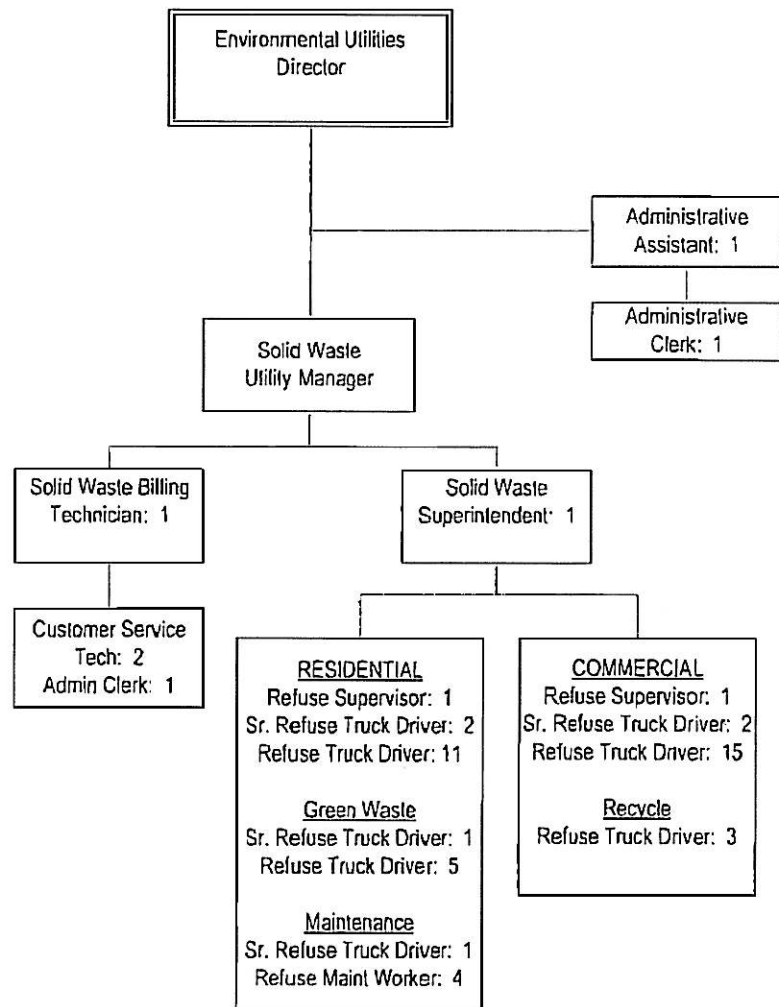 Environmental Utilities
Director
Administrative
Assistant: 1
Administrative
Clerk: 1
Solid Waste
Utility Manager
Solid Waste Billing
Technician: 1
Solid Waste
Superintendent: 1
Customer Service
Tech: 2
Admin Clerk: 1
RESIDENTIAL
Refuse Supervisor: 1
Sr. Refuse Truck Driver: 2
Refuse Truck Driver: 11
Green Waste
Sr. Refuse Truck Driver: 1
Refuse Truck Driver: 5
Maintenance
Sr. Refuse Truck Driver: 1
Refuse Maint Worker: 4
COMMERCIAL
Refuse Supervisor: 1
Sr. Refuse Truck Driver: 2
Refuse Truck Driver: 15
Recycle
Refuse Truck Driver: 3